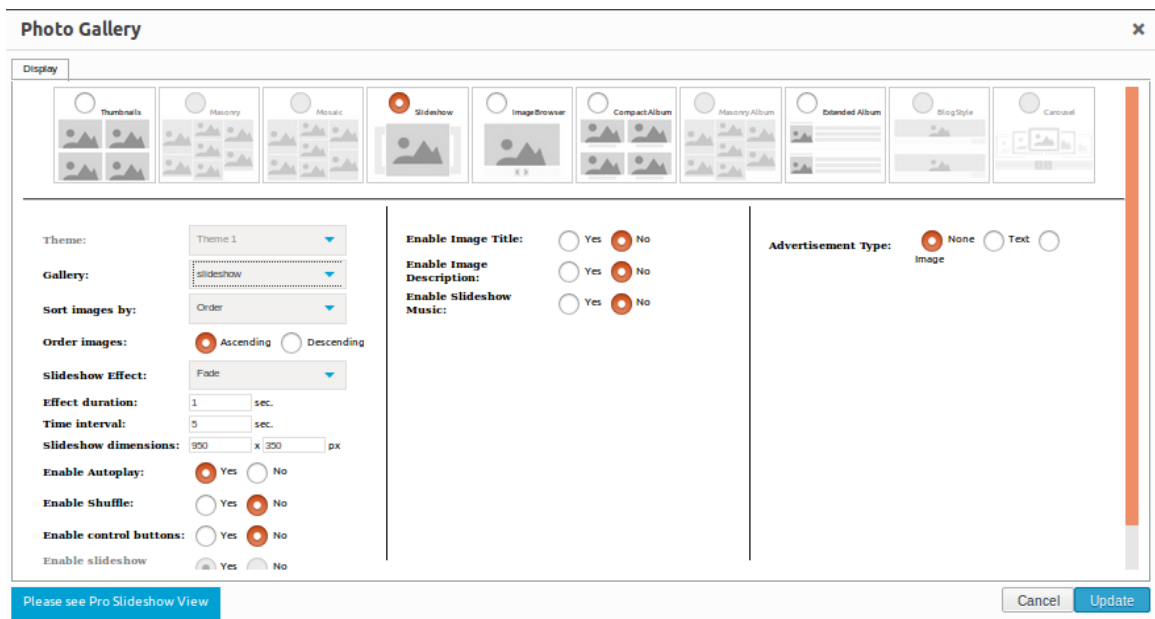 Photo Gallery
Display
Thumbnails
Masonry
Mosaic
Slideshow
ImageBrowser
Compact Album
Masonry Album
Extended Album
Blog Style
Carousel
Theme: Theme 1
Gallery: slideshow
Sort images by: Order
Order images: Ascending Descending
Slideshow Effect: Fade
Effect duration: 1 sec.
Time interval: 5 sec.
Slideshow dimensions: 950 x 350 px
Enable Autoplay: Yes No
Enable Shuffle: Yes No
Enable control buttons: Yes No
Enable slideshow
Yes No
Enable Image Title: Yes No
Enable Image
Description: Yes No
Enable Slideshow
Music: Yes No
Advertisement Type: None Text
Image
Please see Pro Slideshow View
Cancel
Update